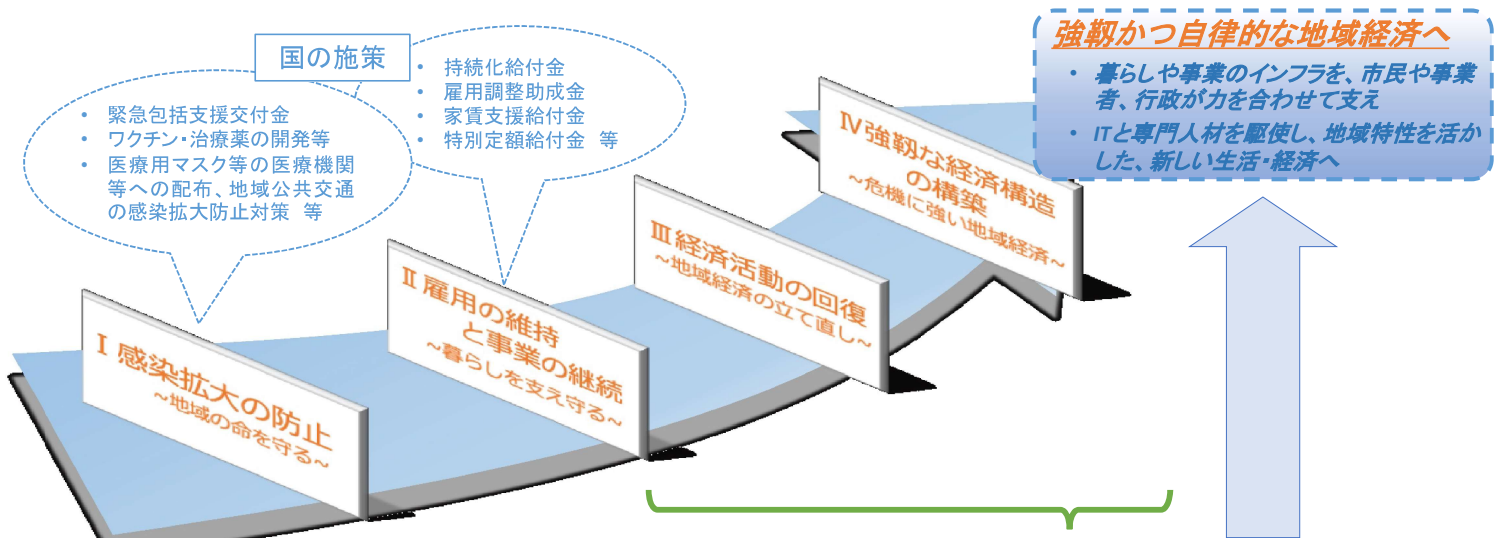 国の施策
• 緊急包括支援交付金
• ワクチン・治療薬の開発等
• 医療用マスク等の医療機関
等への配布、地域公共交通
の感染拡大防止対策 等
• 持続化給付金
• 雇用調整助成金
• 家賃支援給付金
• 特別定額給付金 等
Ⅰ 感染拡大の防止
~地域の命を守る~
Ⅱ 雇用の維持
と事業の継続
~暮らしを支え守る~
Ⅲ 経済活動の回復
~地域経済の立て直し~
Ⅳ 強靭な経済構造
の構築
~危機に強い地域経済~
強靭かつ自律的な地域経済へ
• 暮らしや事業のインフラを、市民や事業
者、行政が力を合わせて支え
• ITと専門人材を駆使し、地域特性を活か
した、新しい生活・経済へ